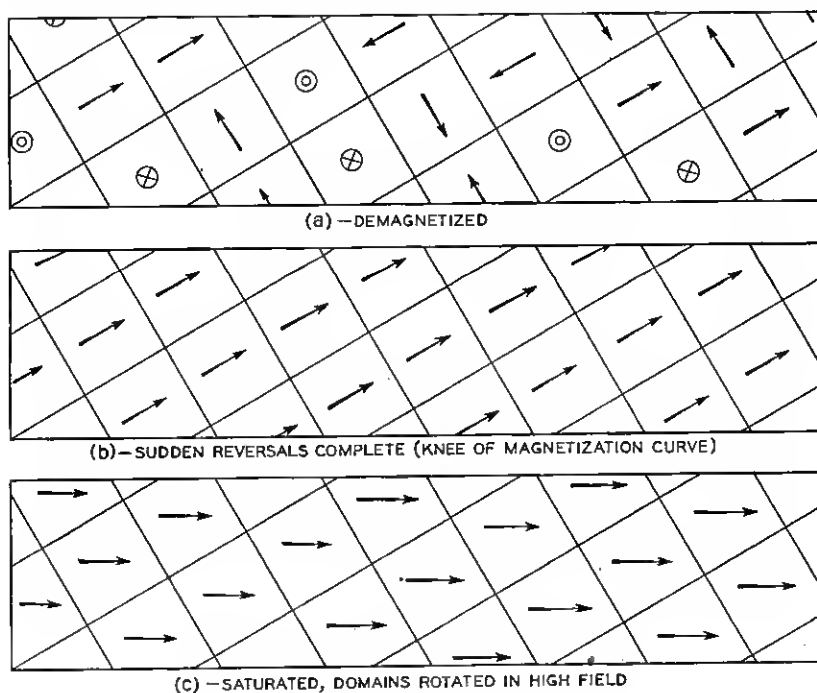 (a)—DEMAGNETIZED
(b)—SUDDEN REVERSALS COMPLETE (KNEE OF MAGNETIZATION CURVE)
(c)—SATURATED, DOMAINS ROTATED IN HIGH FIELD